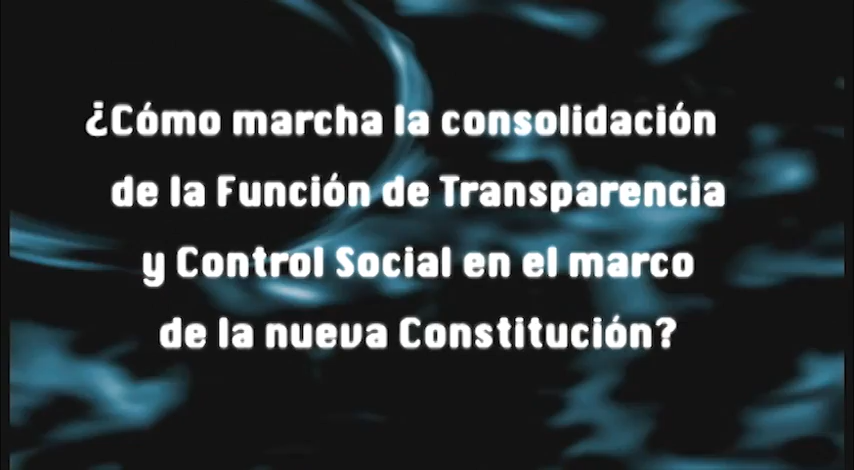 ¿Cómo marcha la consolidación
de la Función de Transparencia
y Control Social en el marco
de la nueva Constitución?